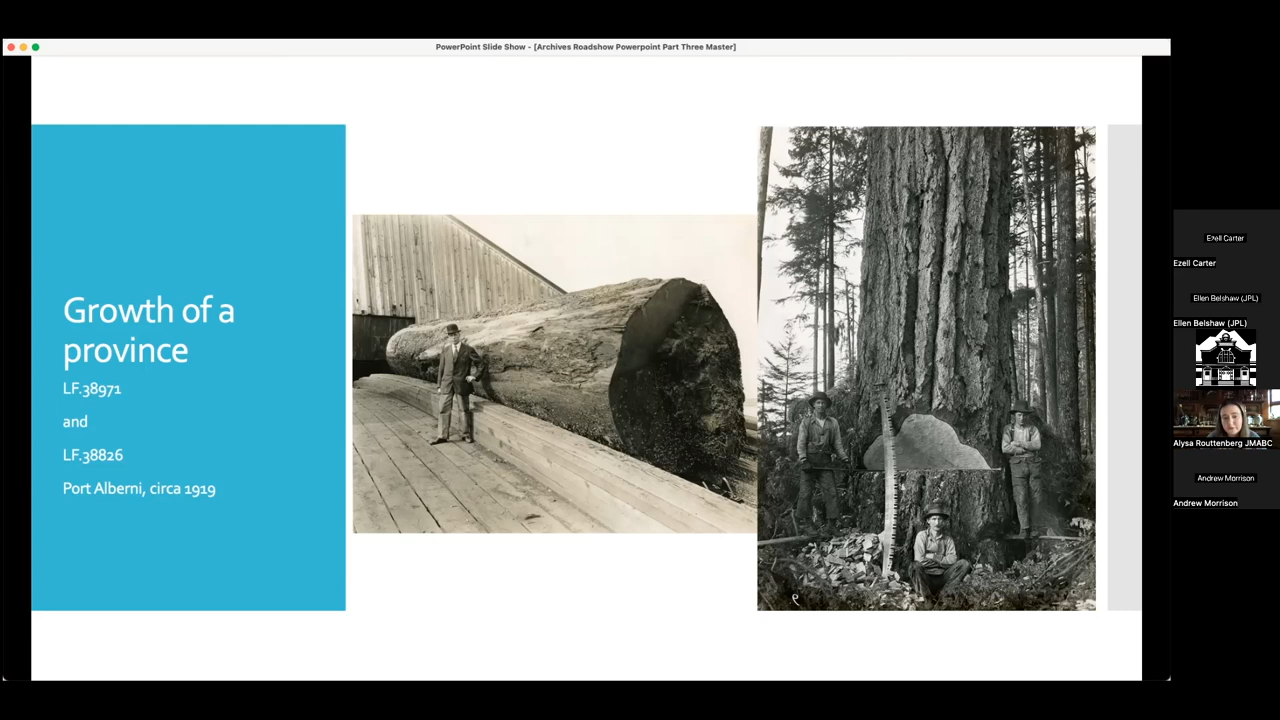 PowerPoint Slide Show - [Archives Roadshow Powerpoint Part Three Master]
Growth of a
province
LF.38971
and
LF.38826
Port Alberni, circa 1919
Ezell Carter
Ezell Carter
Ellen Belshaw (JPL)
Ellen Belshaw (JPL)
Alysa Routtenberg JMABC
Andrew Morrison
Andrew Morrison